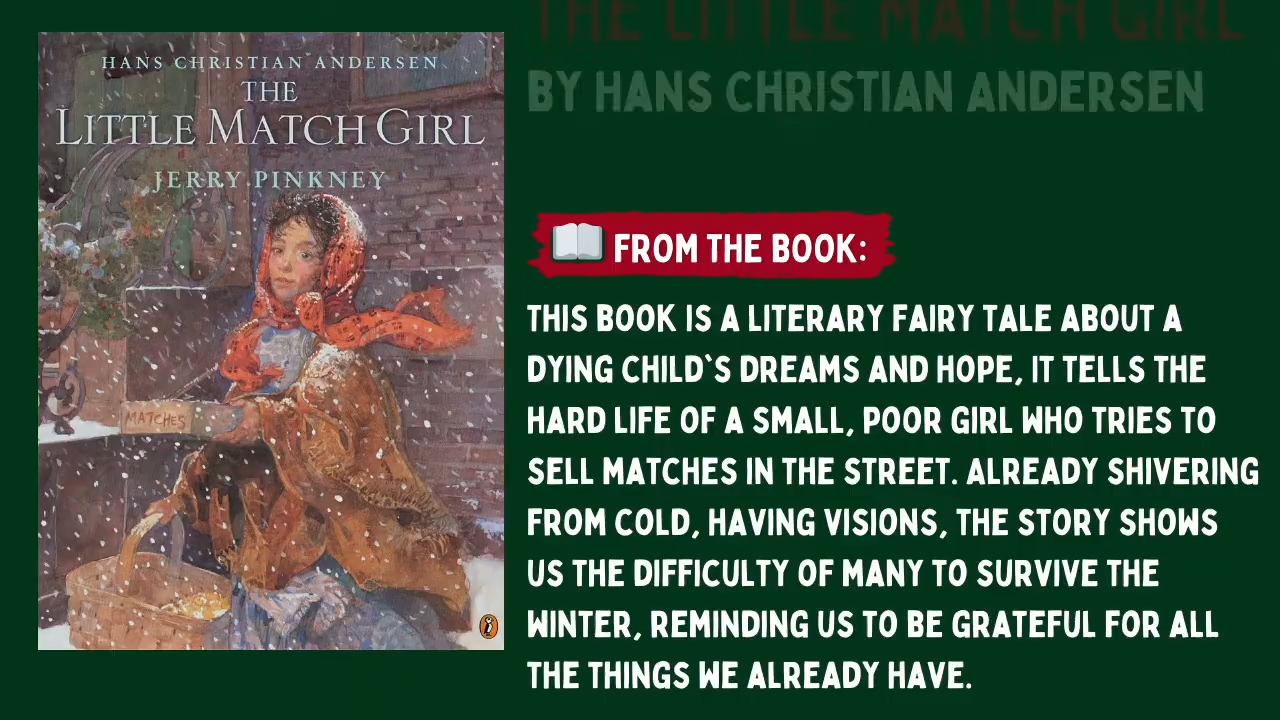 THE LITTLE MATCH GIRL
BY HANS CHRISTIAN ANDERSEN
HANS CHRISTIAN ANDERSEN
THE
LITTLE MATCH GIRL
JERRY PINKNEY
MATCHES
FROM THE BOOK:
THIS BOOK IS A LITERARY FAIRY TALE ABOUT A
DYING CHILD`S DREAMS AND HOPE, IT TELLS THE
HARD LIFE OF A SMALL, POOR GIRL WHO TRIES TO
SELL MATCHES IN THE STREET. ALREADY SHIVERING
FROM COLD, HAVING VISIONS, THE STORY SHOWS
US THE DIFFICULTY OF MANY TO SURVIVE THE
WINTER, REMINDING US TO BE GRATEFUL FOR ALL
THE THINGS WE ALREADY HAVE.